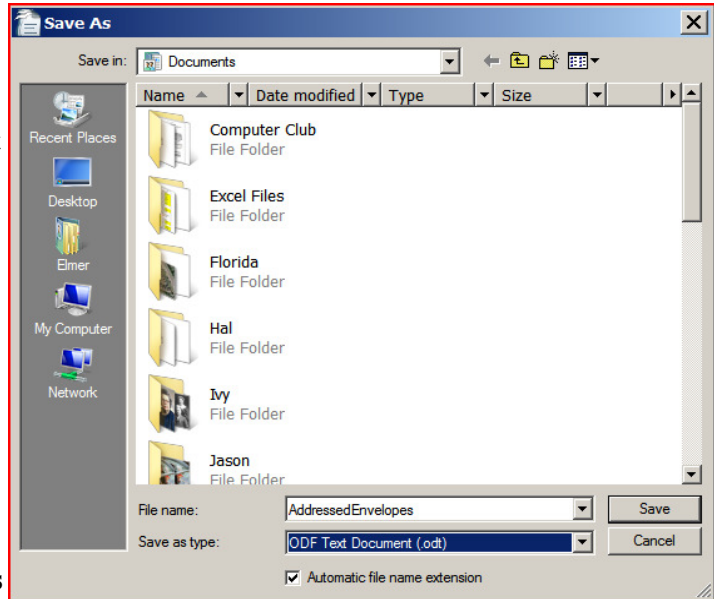 Save As
Save in: Documents
Name Date modified Type Size
Recent Places
Desktop
Elmer
My Computer
Network
Computer Club
File Folder
Excel Files
File Folder
Florida
File Folder
Hal
File Folder
Ivy
File Folder
Jason
File Folder
File name: AddressedEnvelopes Save
Save as type: ODF Text Document (.odt) Cancel
Automatic file name extension